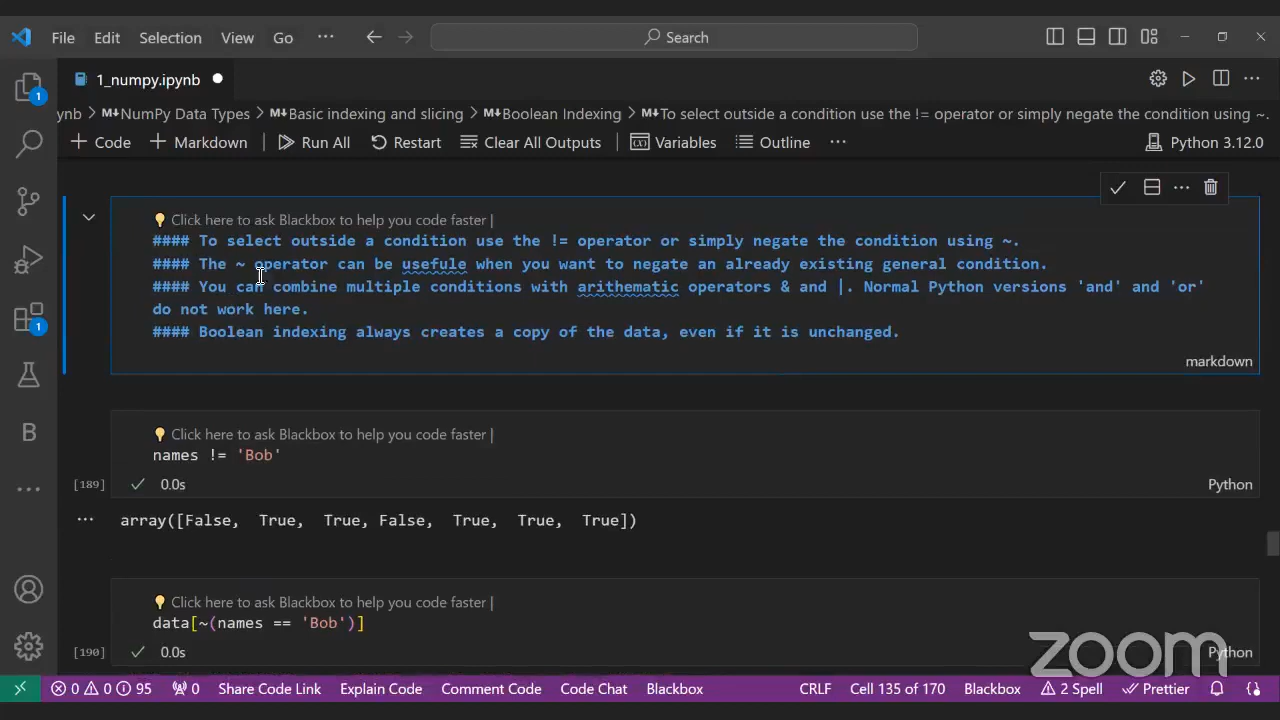 File Edit Selection View Go ··· Search
1_numpy.ipynb
ynb > M↓NumPy Data Types > M↓Basic indexing and slicing > M↓Boolean Indexing > M↓To select outside a condition use the != operator or simply negate the condition using ~.
+ Code + Markdown Run All Restart Clear All Outputs Variables Outline ··· Python 3.12.0
Click here to ask Blackbox to help you code faster |
#### To select outside a condition use the != operator or simply negate the condition using ~.
#### The ~ operator can be usefule when you want to negate an already existing general condition.
#### You can combine multiple conditions with arithematic operators & and |. Normal Python versions 'and' and 'or'
do not work here.
#### Boolean indexing always creates a copy of the data, even if it is unchanged.
markdown
Click here to ask Blackbox to help you code faster |
names != 'Bob'
[189] 0.0s Python
··· array([False, True, True, False, True, True, True])
Click here to ask Blackbox to help you code faster |
data[~(names == 'Bob')]
[190] 0.0s Python
zoom
0 0 95 0 Share Code Link Explain Code Comment Code Code Chat Blackbox CRLF Cell 135 of 170 Blackbox 2 Spell Prettier
1
1
B